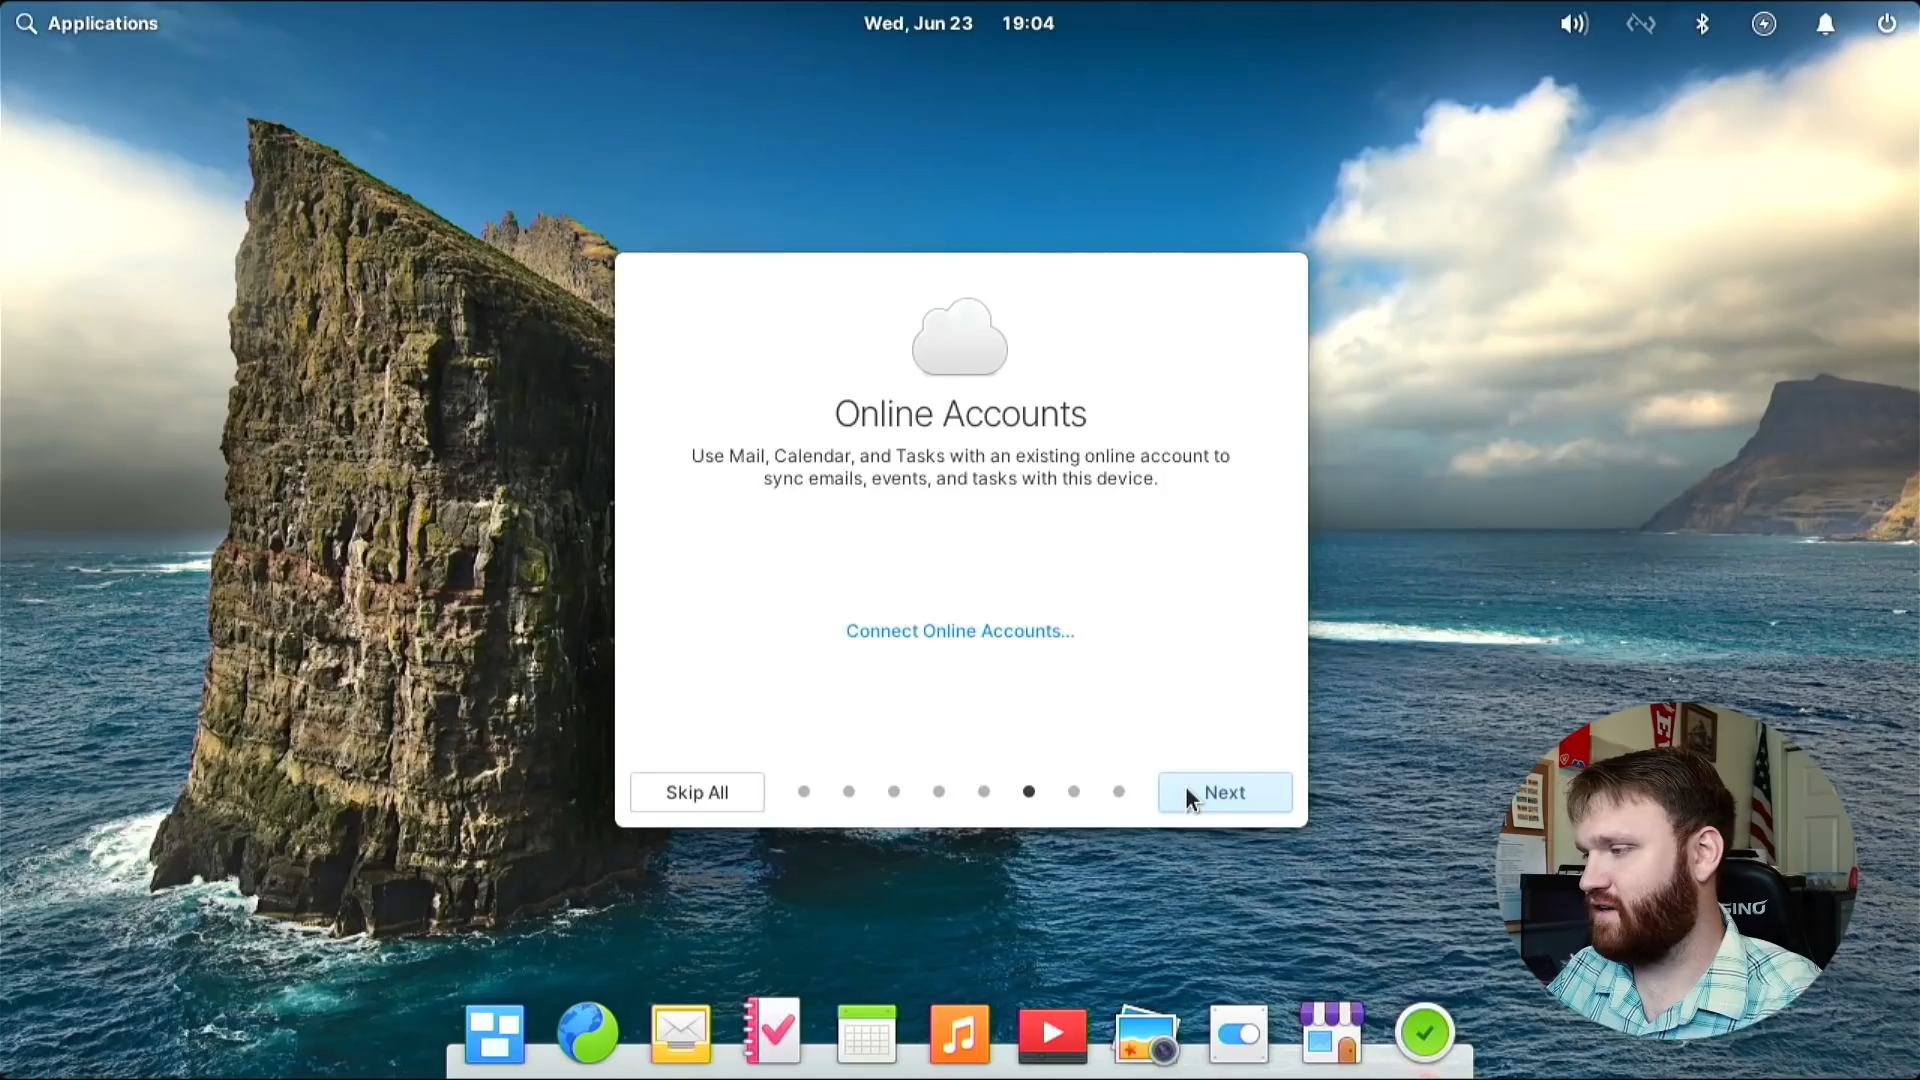 Applications
Wed, Jun 23 19:04
Online Accounts
Use Mail, Calendar, and Tasks with an existing online account to
sync emails, events, and tasks with this device.
Connect Online Accounts...
Skip All
Next